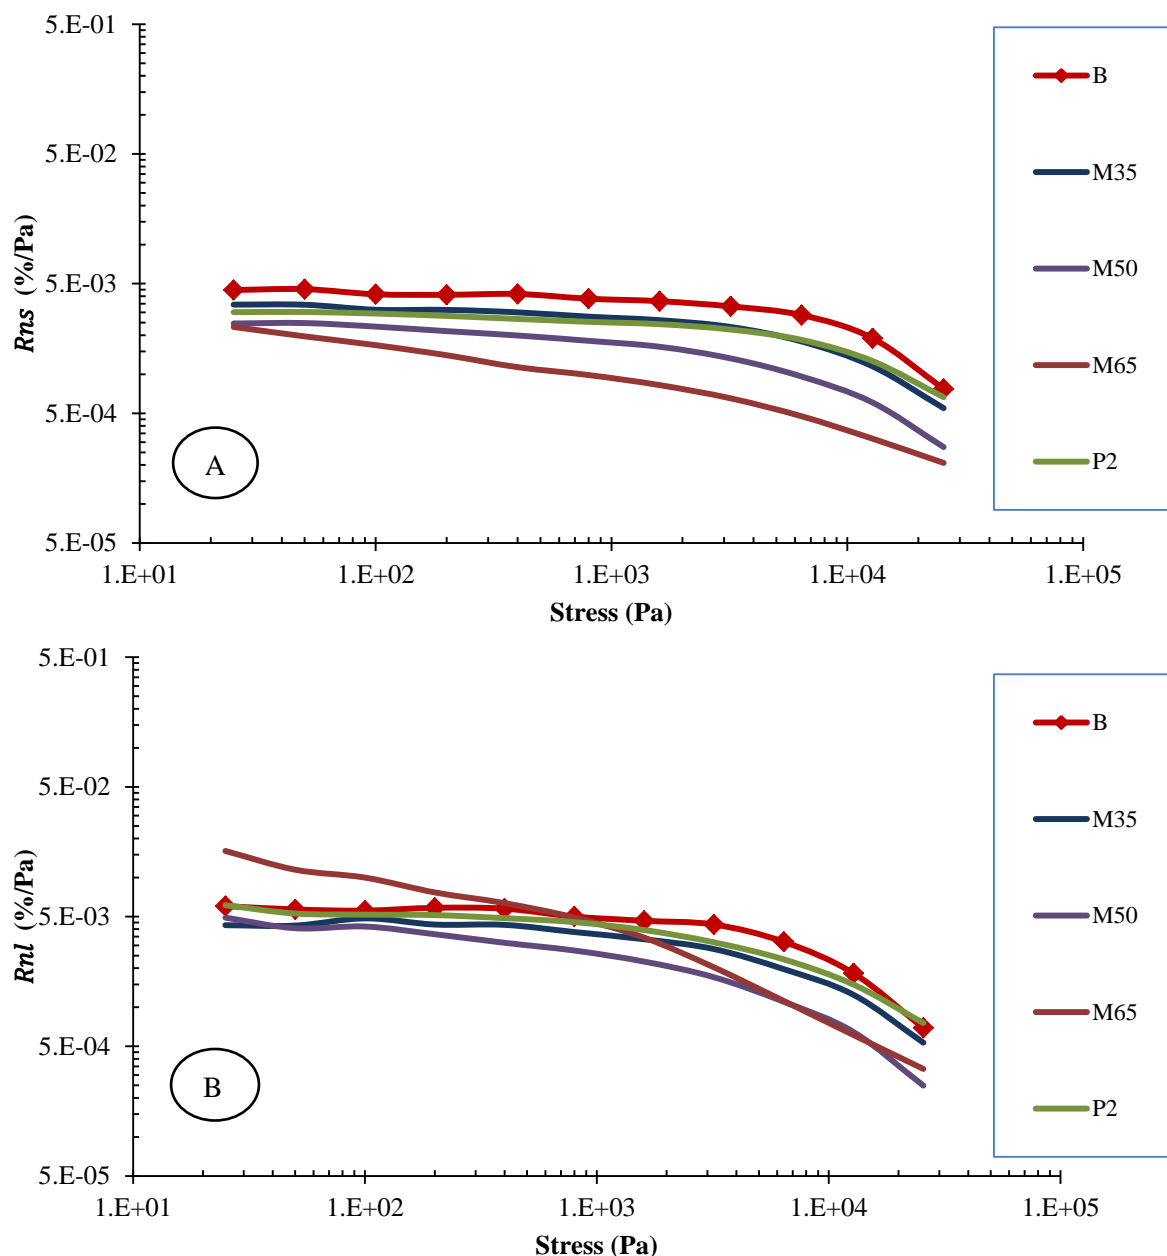 5.E-01
5.E-02
5.E-03
5.E-04
5.E-05
Rms (%/Pa)
1.E+01 1.E+02 1.E+03 1.E+04 1.E+05
Stress (Pa)
A
B
M35
M50
M65
P2
5.E-01
5.E-02
5.E-03
5.E-04
5.E-05
Rnl (%/Pa)
1.E+01 1.E+02 1.E+03 1.E+04 1.E+05
Stress (Pa)
B
B
M35
M50
M65
P2